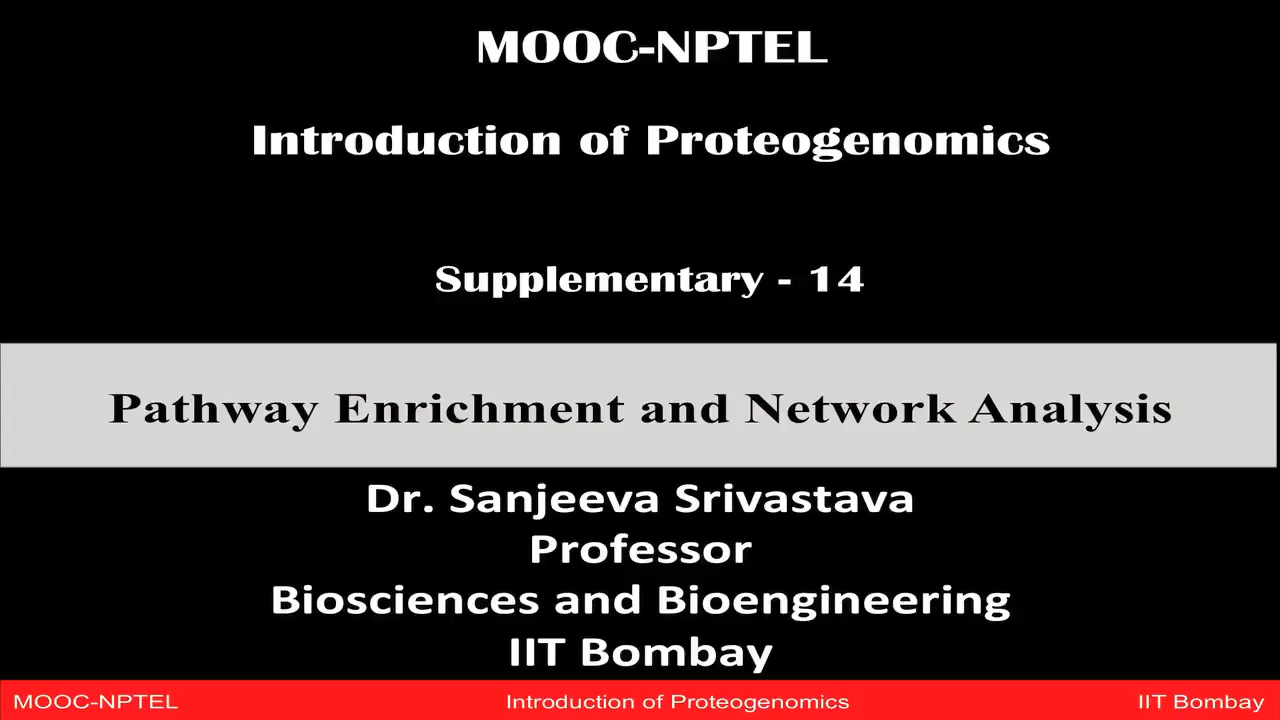 MOOC-NPTEL
Introduction of Proteogenomics
Supplementary - 14
Pathway Enrichment and Network Analysis
Dr. Sanjeeva Srivastava
Professor
Biosciences and Bioengineering
IIT Bombay
MOOC-NPTEL Introduction of Proteogenomics IIT Bombay